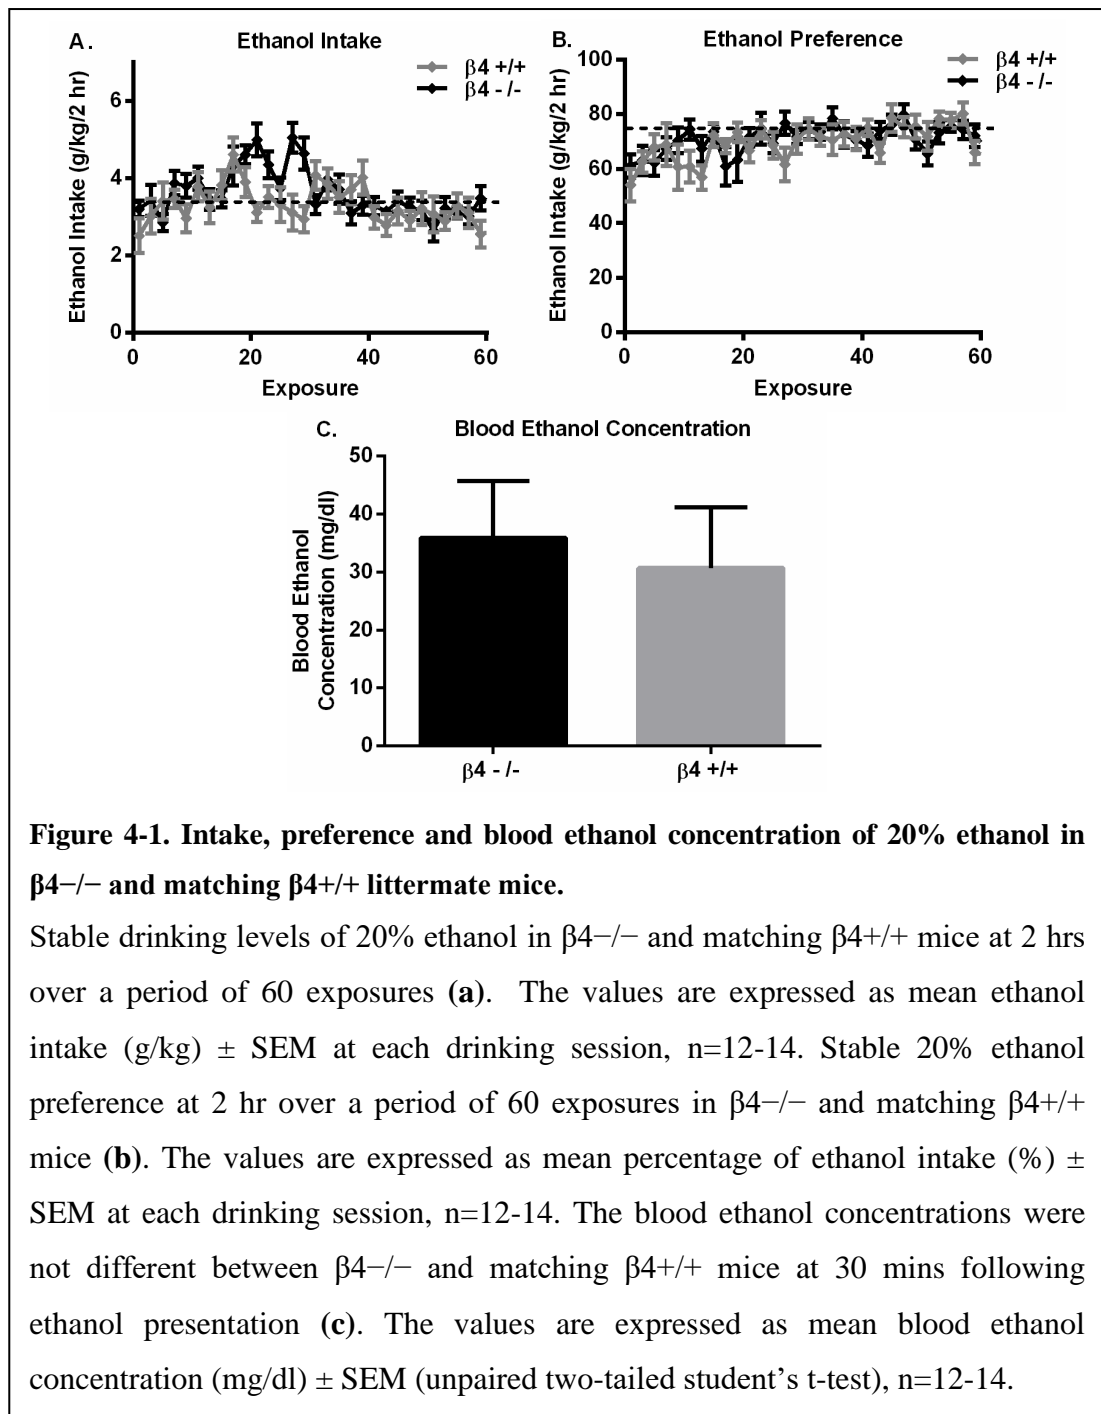 A. Ethanol Intake
Ethanol Intake (g/kg/2 hr)
β4 +/+
β4 -/-
6
4
2
0
0 20 40 60
Exposure
B. Ethanol Preference
Ethanol Intake (g/kg/2 hr)
β4 +/+
β4 -/-
100
80
60
40
20
0
0 20 40 60
Exposure
C. Blood Ethanol Concentration
Blood Ethanol
Concentration (mg/dl)
50
40
30
20
10
0
β4 -/- β4 +/+
Figure 4-1. Intake, preference and blood ethanol concentration of 20% ethanol in
β4−/− and matching β4+/+ littermate mice.
Stable drinking levels of 20% ethanol in β4−/− and matching β4+/+ mice at 2 hrs
over a period of 60 exposures (a). The values are expressed as mean ethanol
intake (g/kg) ± SEM at each drinking session, n=12-14. Stable 20% ethanol
preference at 2 hr over a period of 60 exposures in β4−/− and matching β4+/+
mice (b). The values are expressed as mean percentage of ethanol intake (%) ±
SEM at each drinking session, n=12-14. The blood ethanol concentrations were
not different between β4−/− and matching β4+/+ mice at 30 mins following
ethanol presentation (c). The values are expressed as mean blood ethanol
concentration (mg/dl) ± SEM (unpaired two-tailed student’s t-test), n=12-14.